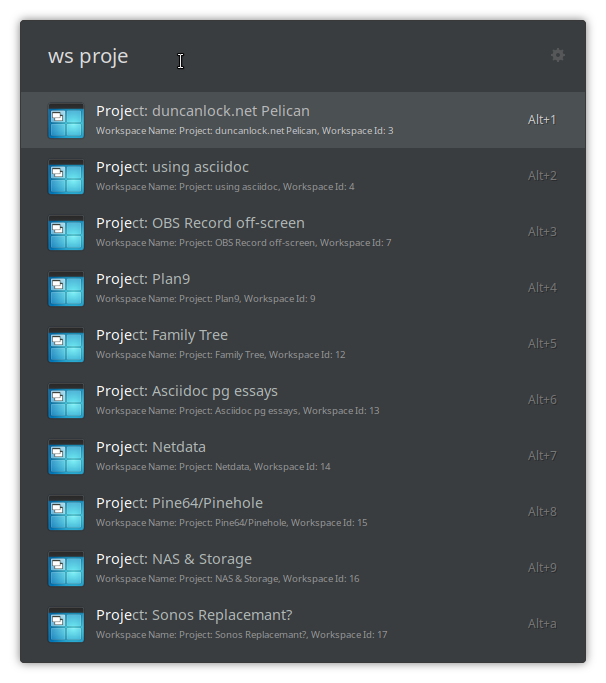 ws proje
Project: duncanlock.net Pelican
Workspace Name: Project: duncanlock.net Pelican, Workspace Id: 3
Alt+1
Project: using asciidoc
Workspace Name: Project: using asciidoc, Workspace Id: 4
Alt+2
Project: OBS Record off-screen
Workspace Name: Project: OBS Record off-screen, Workspace Id: 7
Alt+3
Project: Plan9
Workspace Name: Project: Plan9, Workspace Id: 9
Alt+4
Project: Family Tree
Workspace Name: Project: Family Tree, Workspace Id: 12
Alt+5
Project: Asciidoc pg essays
Workspace Name: Project: Asciidoc pg essays, Workspace Id: 13
Alt+6
Project: Netdata
Workspace Name: Project: Netdata, Workspace Id: 14
Alt+7
Project: Pine64/Pinehole
Workspace Name: Project: Pine64/Pinehole, Workspace Id: 15
Alt+8
Project: NAS & Storage
Workspace Name: Project: NAS & Storage, Workspace Id: 16
Alt+9
Project: Sonos Replacemant?
Workspace Name: Project: Sonos Replacemant?, Workspace Id: 17
Alt+a